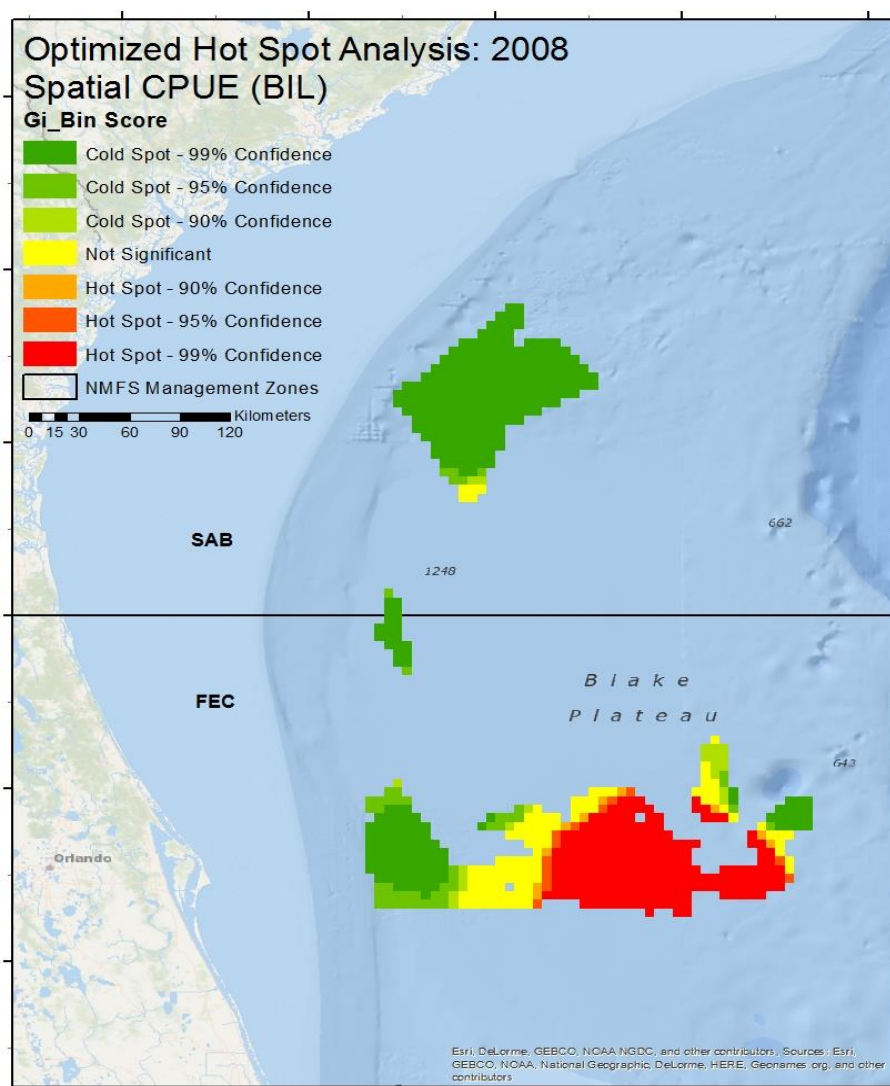 Optimized Hot Spot Analysis: 2008
Spatial CPUE (BIL)
Gi_Bin Score
Cold Spot - 99% Confidence
Cold Spot - 95% Confidence
Cold Spot - 90% Confidence
Not Significant
Hot Spot - 90% Confidence
Hot Spot - 95% Confidence
Hot Spot - 99% Confidence
NMFS Management Zones
Kilometers
0 15 30 60 90 120
662
SAB
1248
Blake
FEC
Plateau
643
Orlando
Esri, DeLorme, GEBCO, NOAA NGDC, and other contributors, Sources: Esri,
GEBCO, NOAA, National Geographic, DeLorme, HERE, Geonames.org, and other
contributors